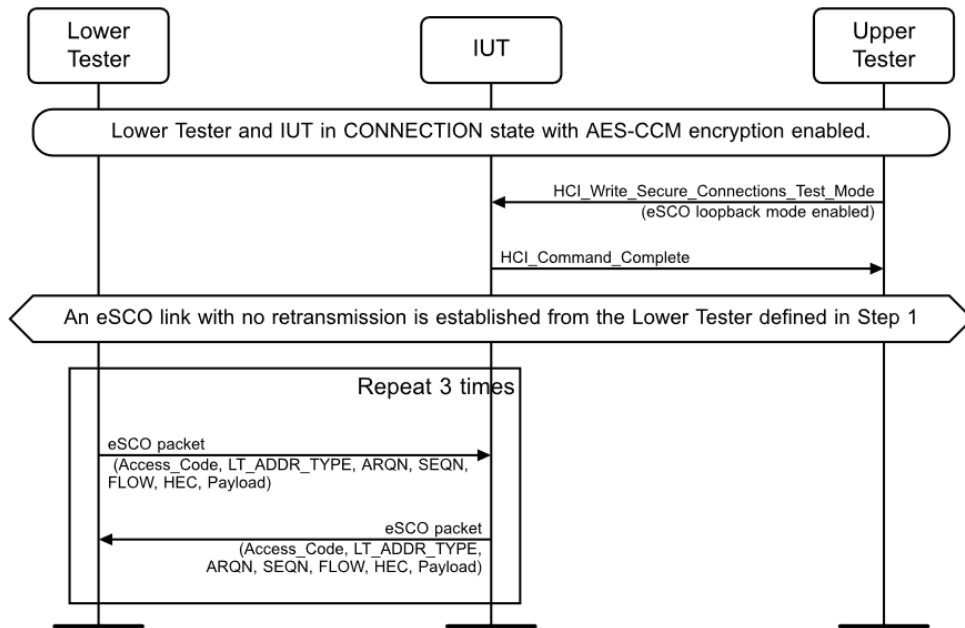 Lower
Tester
IUT
Upper
Tester
Lower Tester and IUT in CONNECTION state with AES-CCM encryption enabled.
HCI_Write_Secure_Connections_Test_Mode
(eSCO loopback mode enabled)
HCI_Command_Complete
An eSCO link with no retransmission is established from the Lower Tester defined in Step 1
Repeat 3 times
eSCO packet
(Access_Code, LT_ADDR_TYPE, ARQN, SEQN,
FLOW, HEC, Payload)
eSCO packet
(Access_Code, LT_ADDR_TYPE,
ARQN, SEQN, FLOW, HEC, Payload)